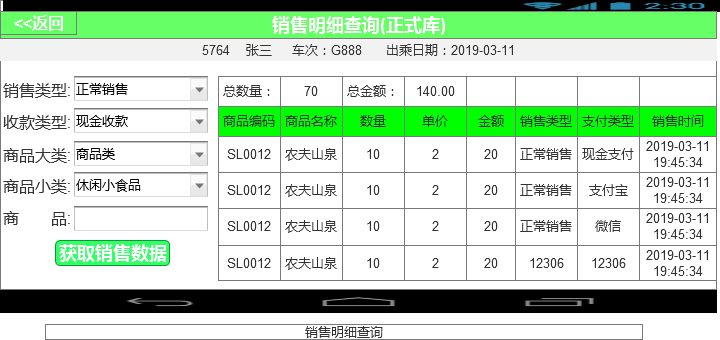 2:30
<<返回
销售明细查询(正式库)
5764 张三 车次：G888 出乘日期：2019-03-11
销售类型: 正常销售
收款类型: 现金收款
商品大类: 商品类
商品小类: 休闲小食品
商 品:
获取销售数据
总数量： 70 总金额： 140.00
商品编码 商品名称 数量 单价 金额 销售类型 支付类型 销售时间
SL0012 农夫山泉 10 2 20 正常销售 现金支付 2019-03-11 19:45:34
SL0012 农夫山泉 10 2 20 正常销售 支付宝 2019-03-11 19:45:34
SL0012 农夫山泉 10 2 20 正常销售 微信 2019-03-11 19:45:34
SL0012 农夫山泉 10 2 20 12306 12306 2019-03-11 19:45:34
销售明细查询